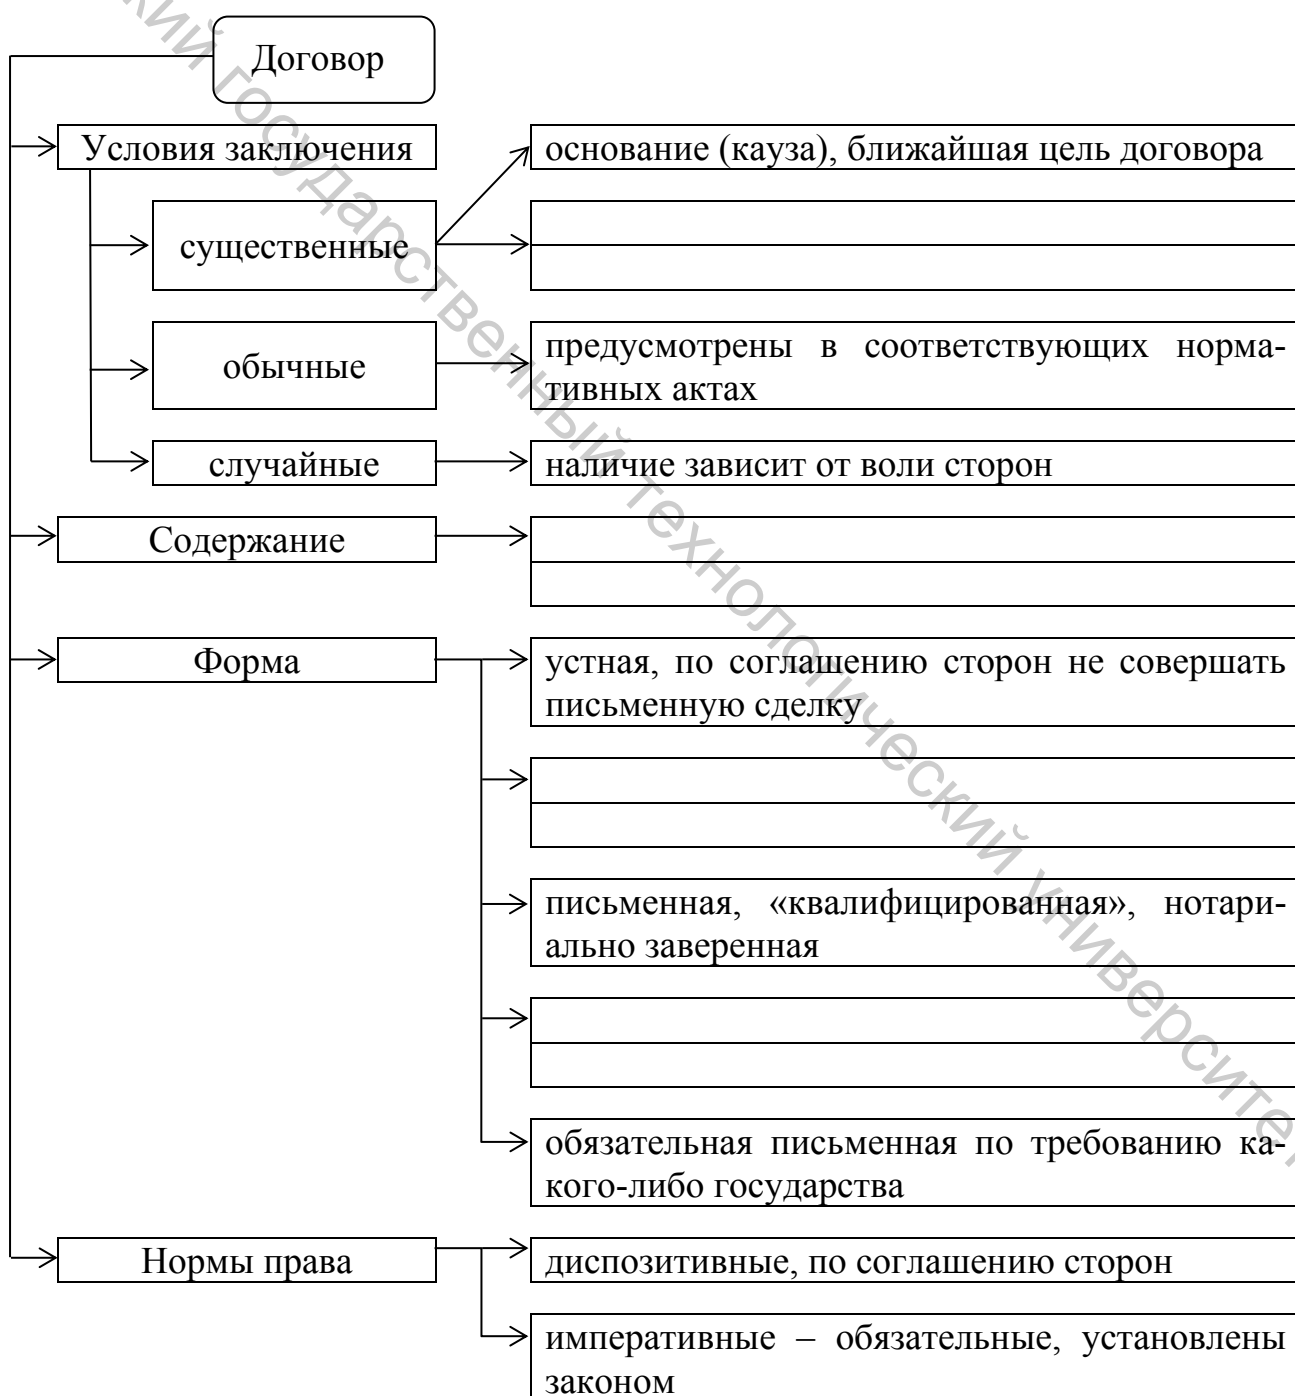 Договор
Условия заключения
основание (кауза), ближайшая цель договора
существенные
обычные
предусмотрены в соответствующих норма-
тивных актах
случайные
наличие зависит от воли сторон
Содержание
Форма
устная, по соглашению сторон не совершать
письменную сделку
письменная, «квалифицированная», нотари-
ально заверенная
обязательная письменная по требованию ка-
кого-либо государства
Нормы права
диспозитивные, по соглашению сторон
императивные – обязательные, установлены
законом
государственный технологический